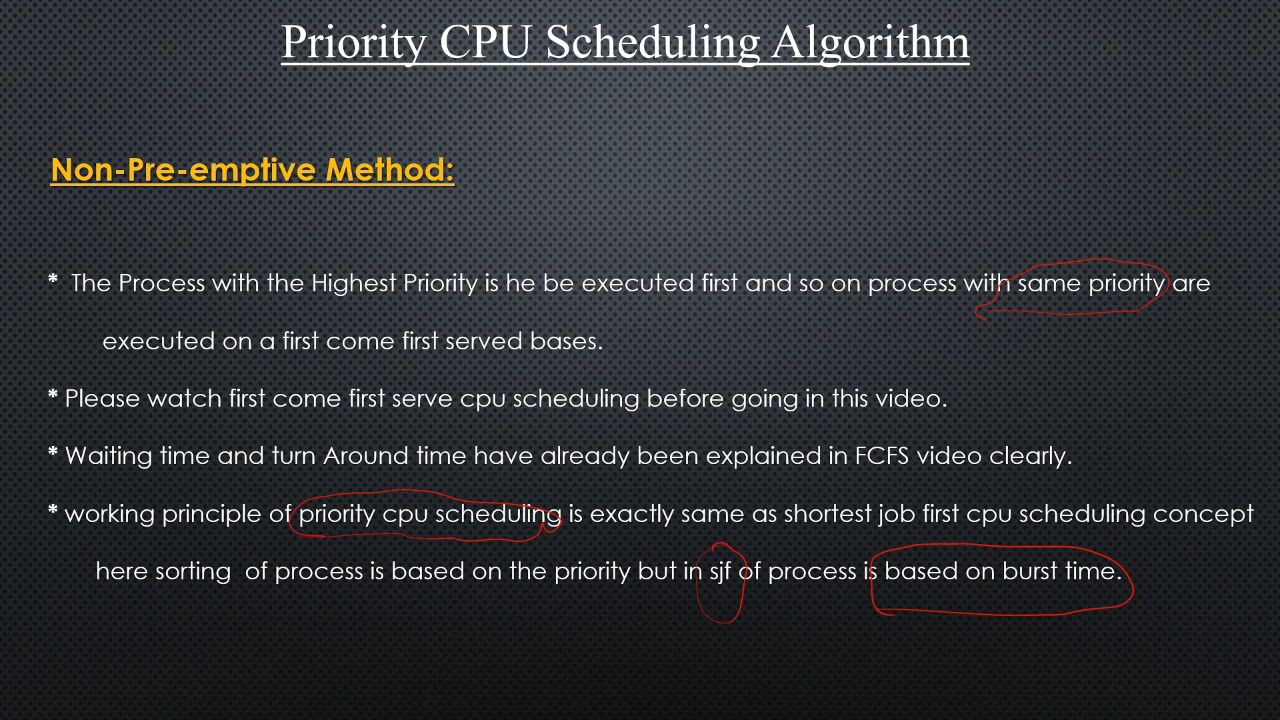 Priority CPU Scheduling Algorithm
Non-Pre-emptive Method:
* The Process with the Highest Priority is he be executed first and so on process with same priority are
executed on a first come first served bases.
* Please watch first come first serve cpu scheduling before going in this video.
* Waiting time and turn Around time have already been explained in FCFS video clearly.
* working principle of priority cpu scheduling is exactly same as shortest job first cpu scheduling concept
here sorting of process is based on the priority but in sjf of process is based on burst time.